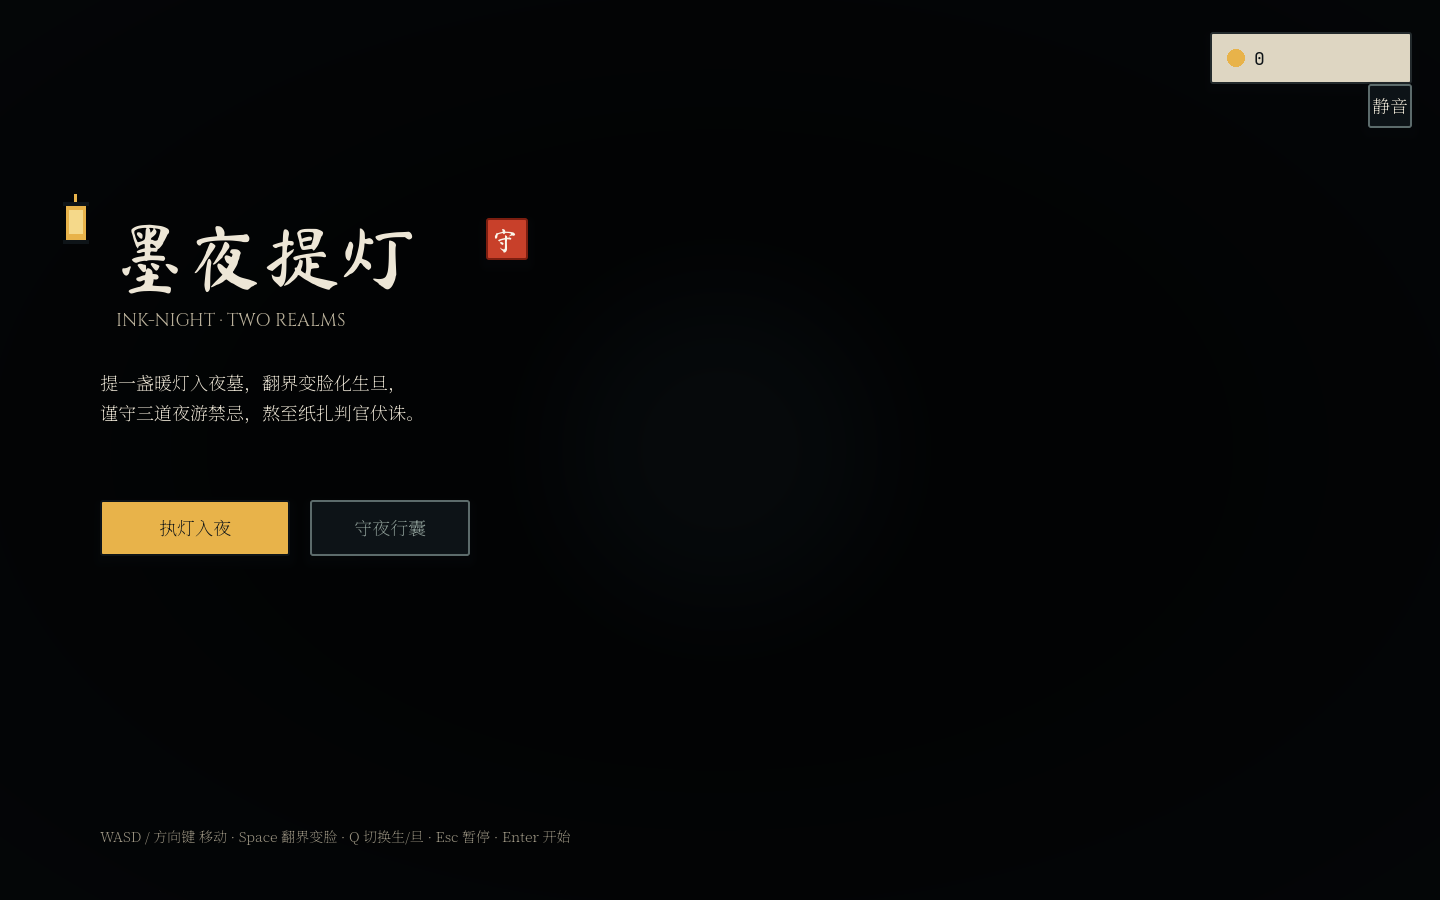 0
静音
墨夜提灯
守
INK-NIGHT · TWO REALMS
提一盏暖灯入夜墓，翻界变脸化生旦，
谨守三道夜游禁忌，熬至纸扎判官伏诛。
执灯入夜
守夜行囊
WASD / 方向键 移动 · Space 翻界变脸 · Q 切换生/旦 · Esc 暂停 · Enter 开始